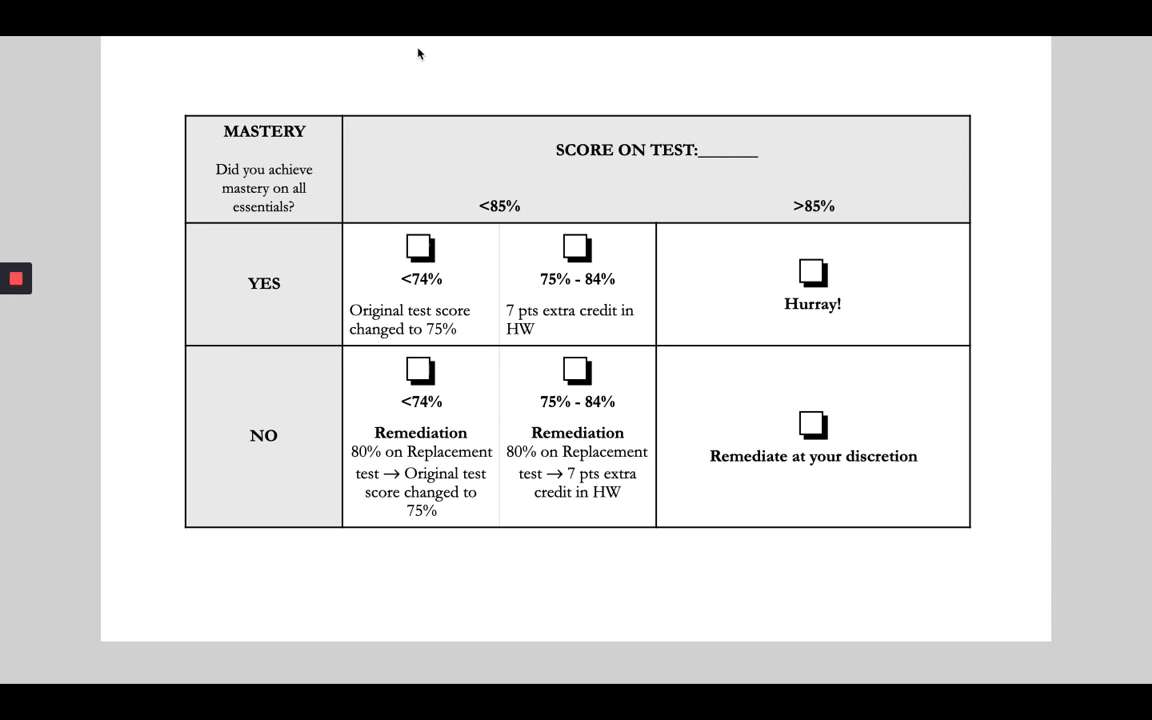 MASTERY
Did you achieve
mastery on all
essentials?
SCORE ON TEST:_______
<85%
>85%
YES
<74%
Original test score
changed to 75%
75% - 84%
7 pts extra credit in
HW
Hurray!
NO
<74%
Remediation
80% on Replacement
test → Original test
score changed to
75%
75% - 84%
Remediation
80% on Replacement
test → 7 pts extra
credit in HW
Remediate at your discretion